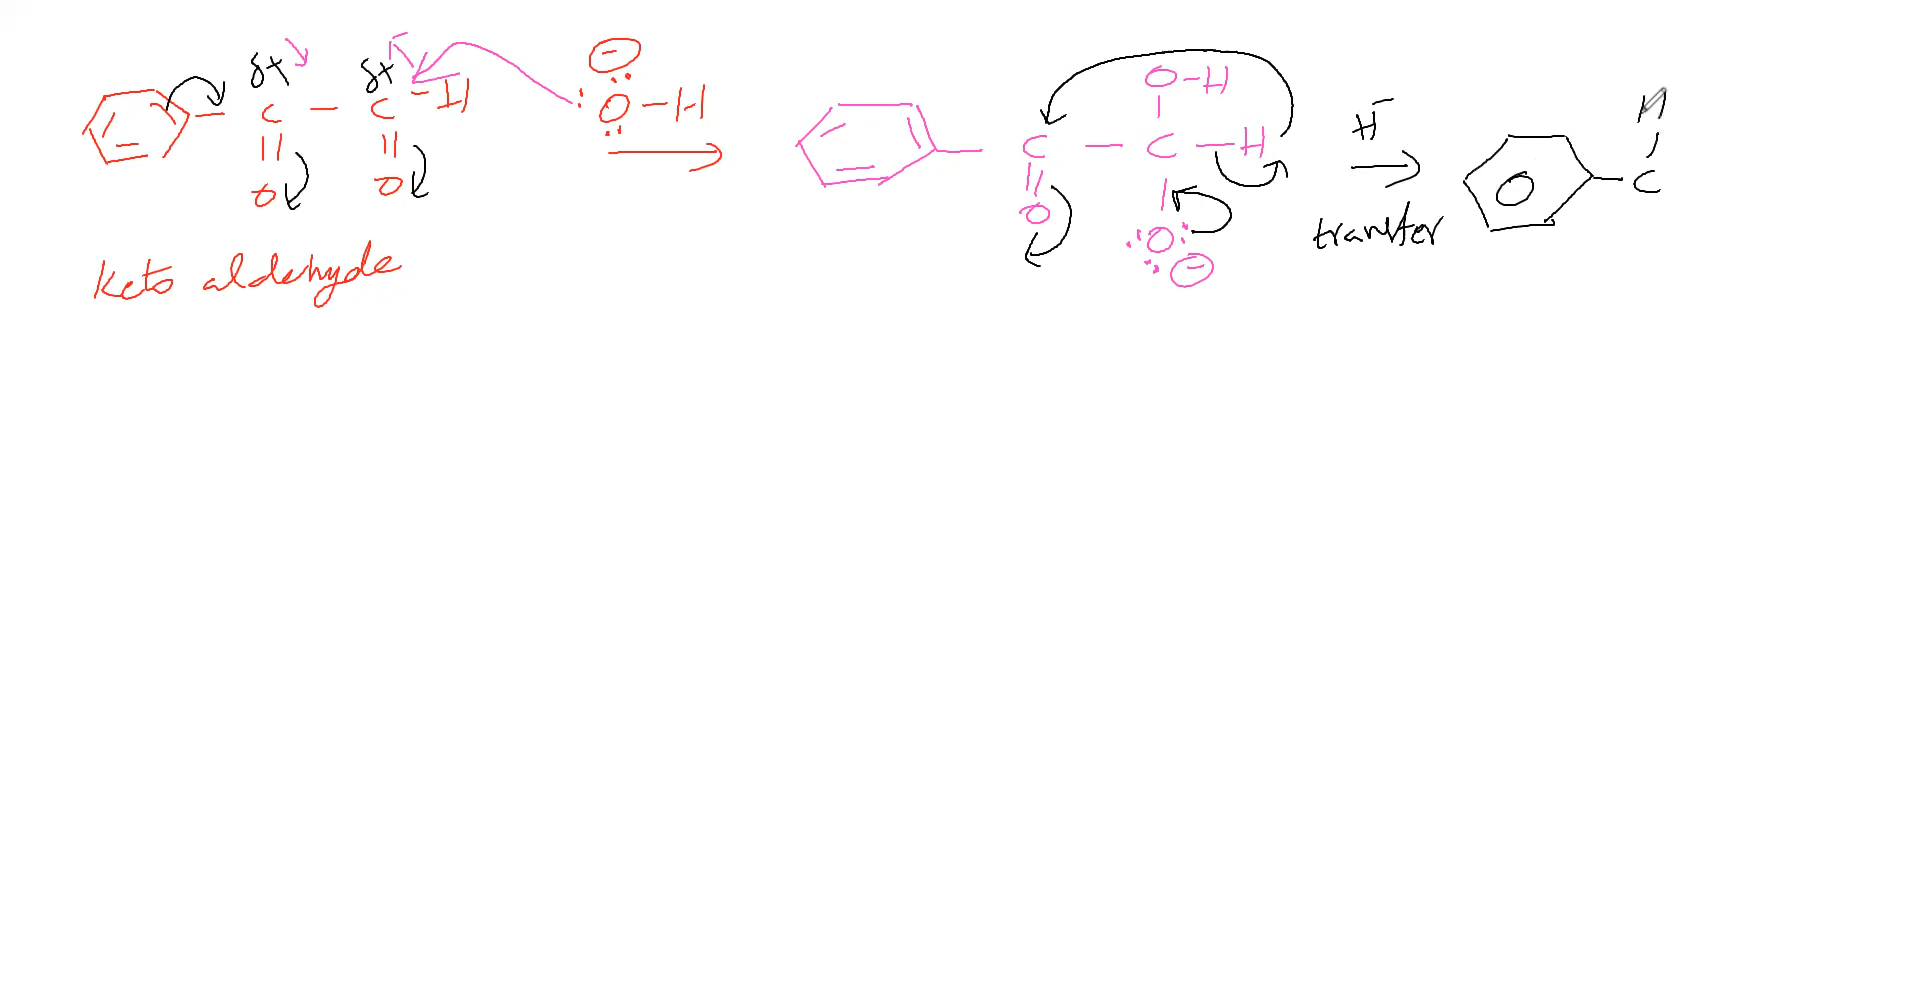 δ+ δ+
C - C - H
O O
:O - H
Keto aldehyde
O - H
C - C - H
O O
H-
transfer
H
C